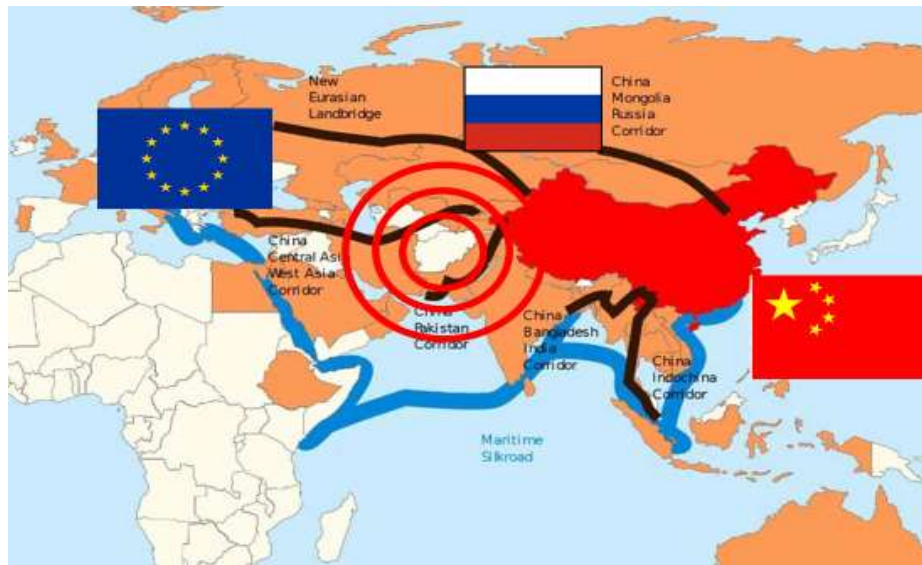 New
Eurasian
Landbridge
China
Mongolia
Russia
Corridor
China
Central Asi
West Asia
Corridor
China
Pakistan
Corridor
China
Bangladesh
India
Corridor
China
Indochina
Corridor
Maritime
Silkroad